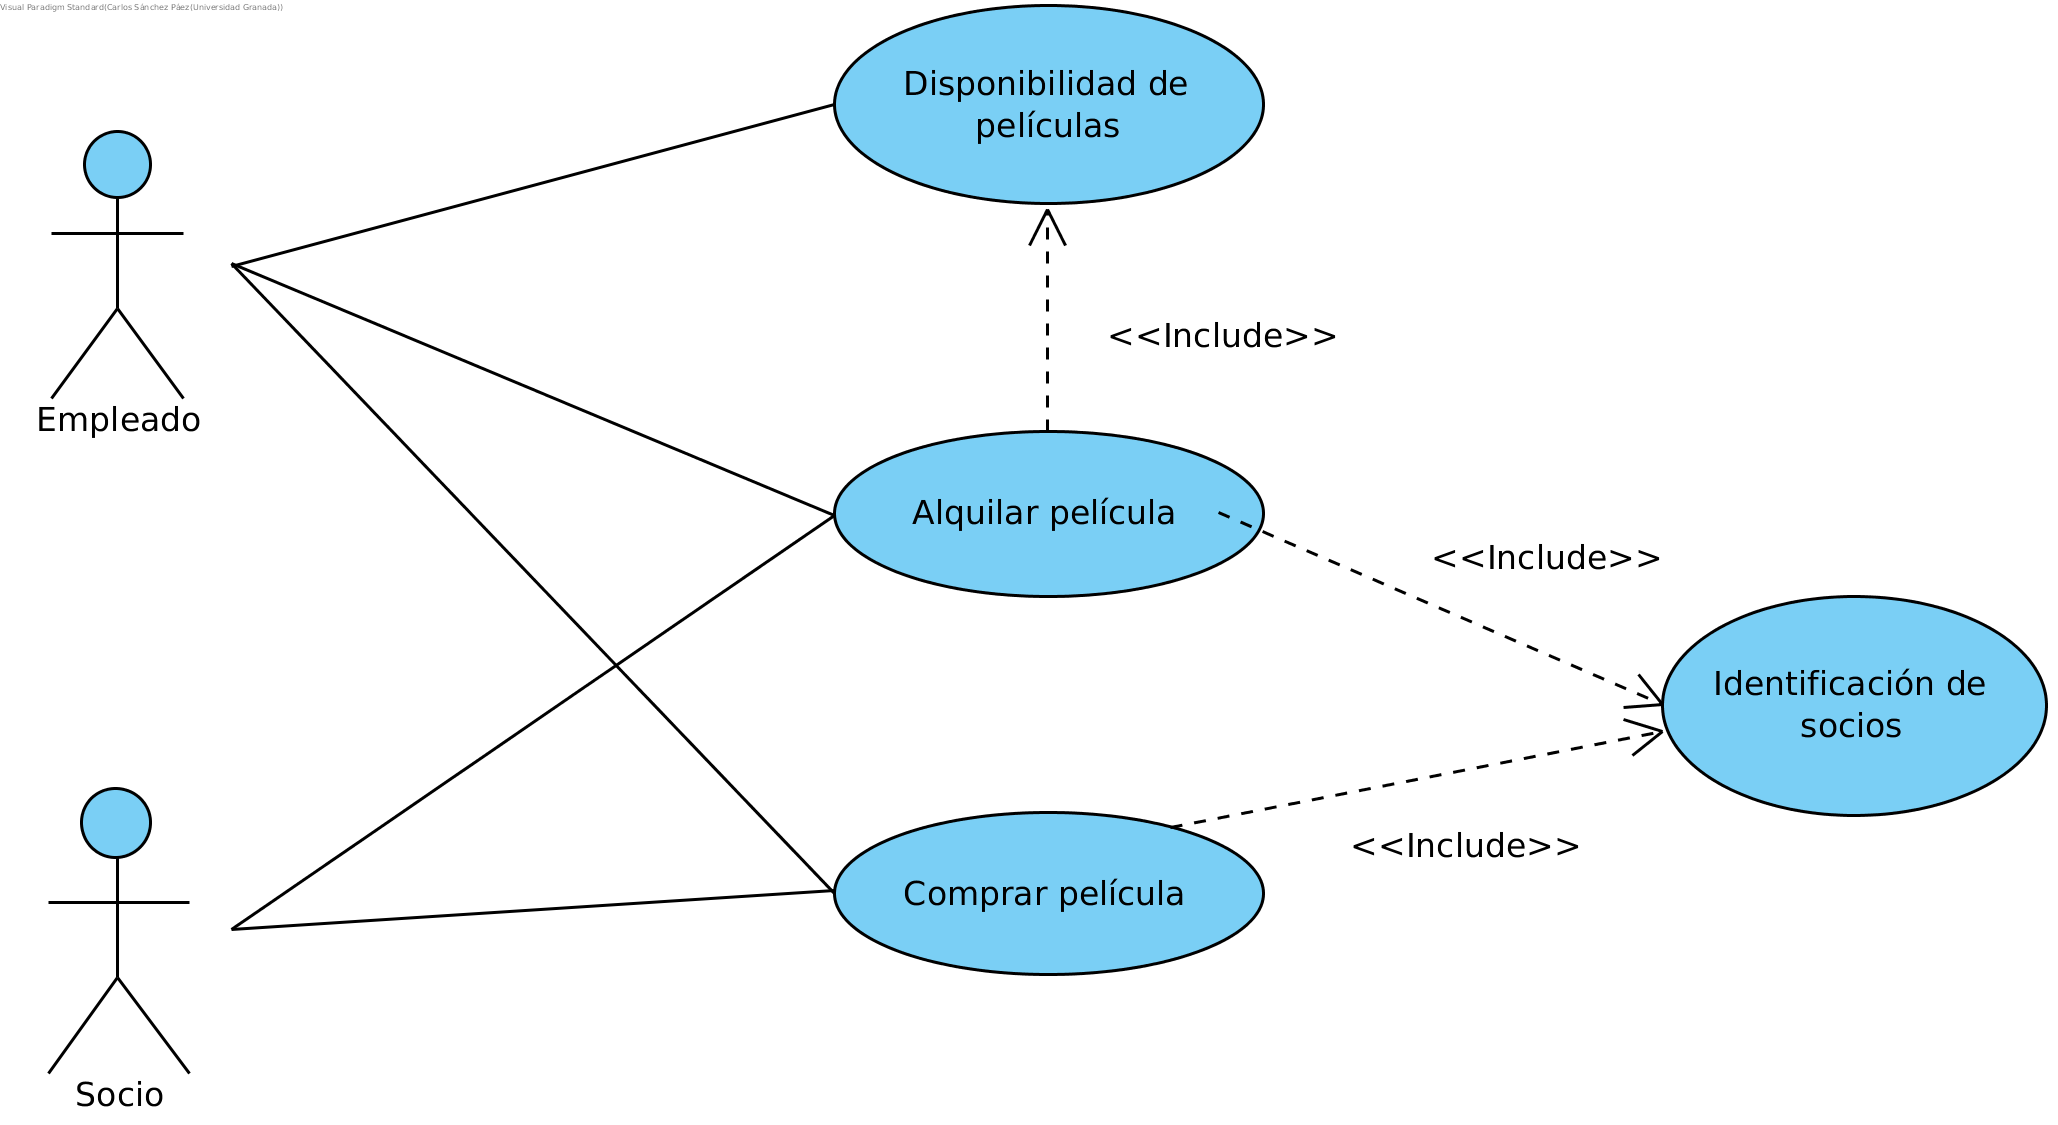 Visual Paradigm Standard(Carlos Sánchez Páez(Universidad Granada))
Disponibilidad de
películas
Empleado
<<Include>>
Alquilar película
<<Include>>
Identificación de
socios
<<Include>>
Comprar película
Socio